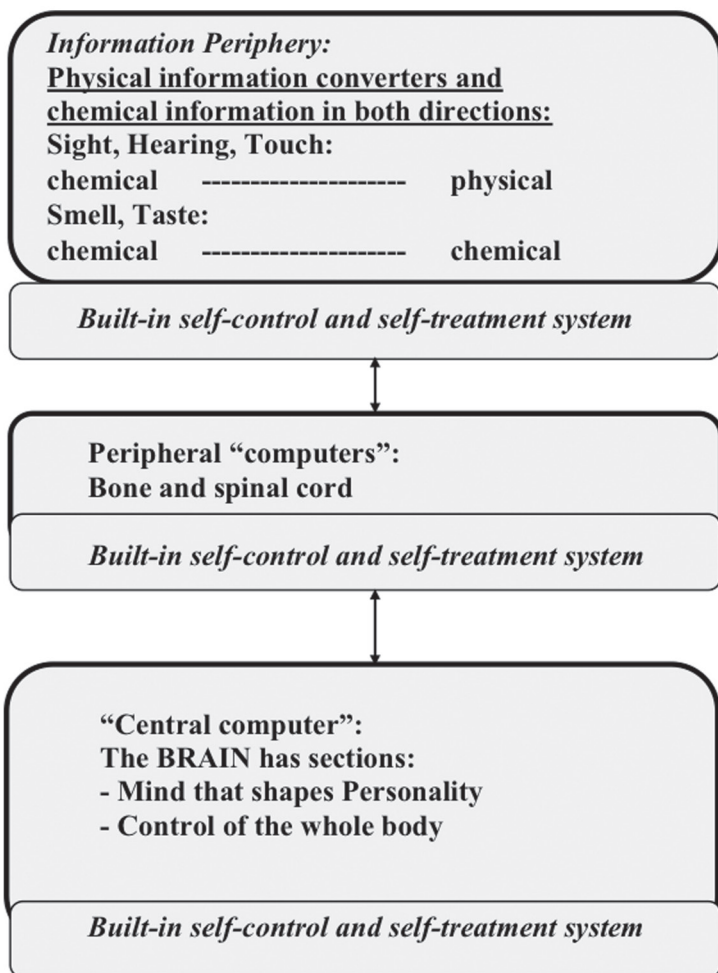 Information Periphery:
Physical information converters and
chemical information in both directions:
Sight, Hearing, Touch:
chemical --------------------- physical
Smell, Taste:
chemical --------------------- chemical
Built-in self-control and self-treatment system
Peripheral “computers”:
Bone and spinal cord
Built-in self-control and self-treatment system
“Central computer”:
The BRAIN has sections:
- Mind that shapes Personality
- Control of the whole body
Built-in self-control and self-treatment system